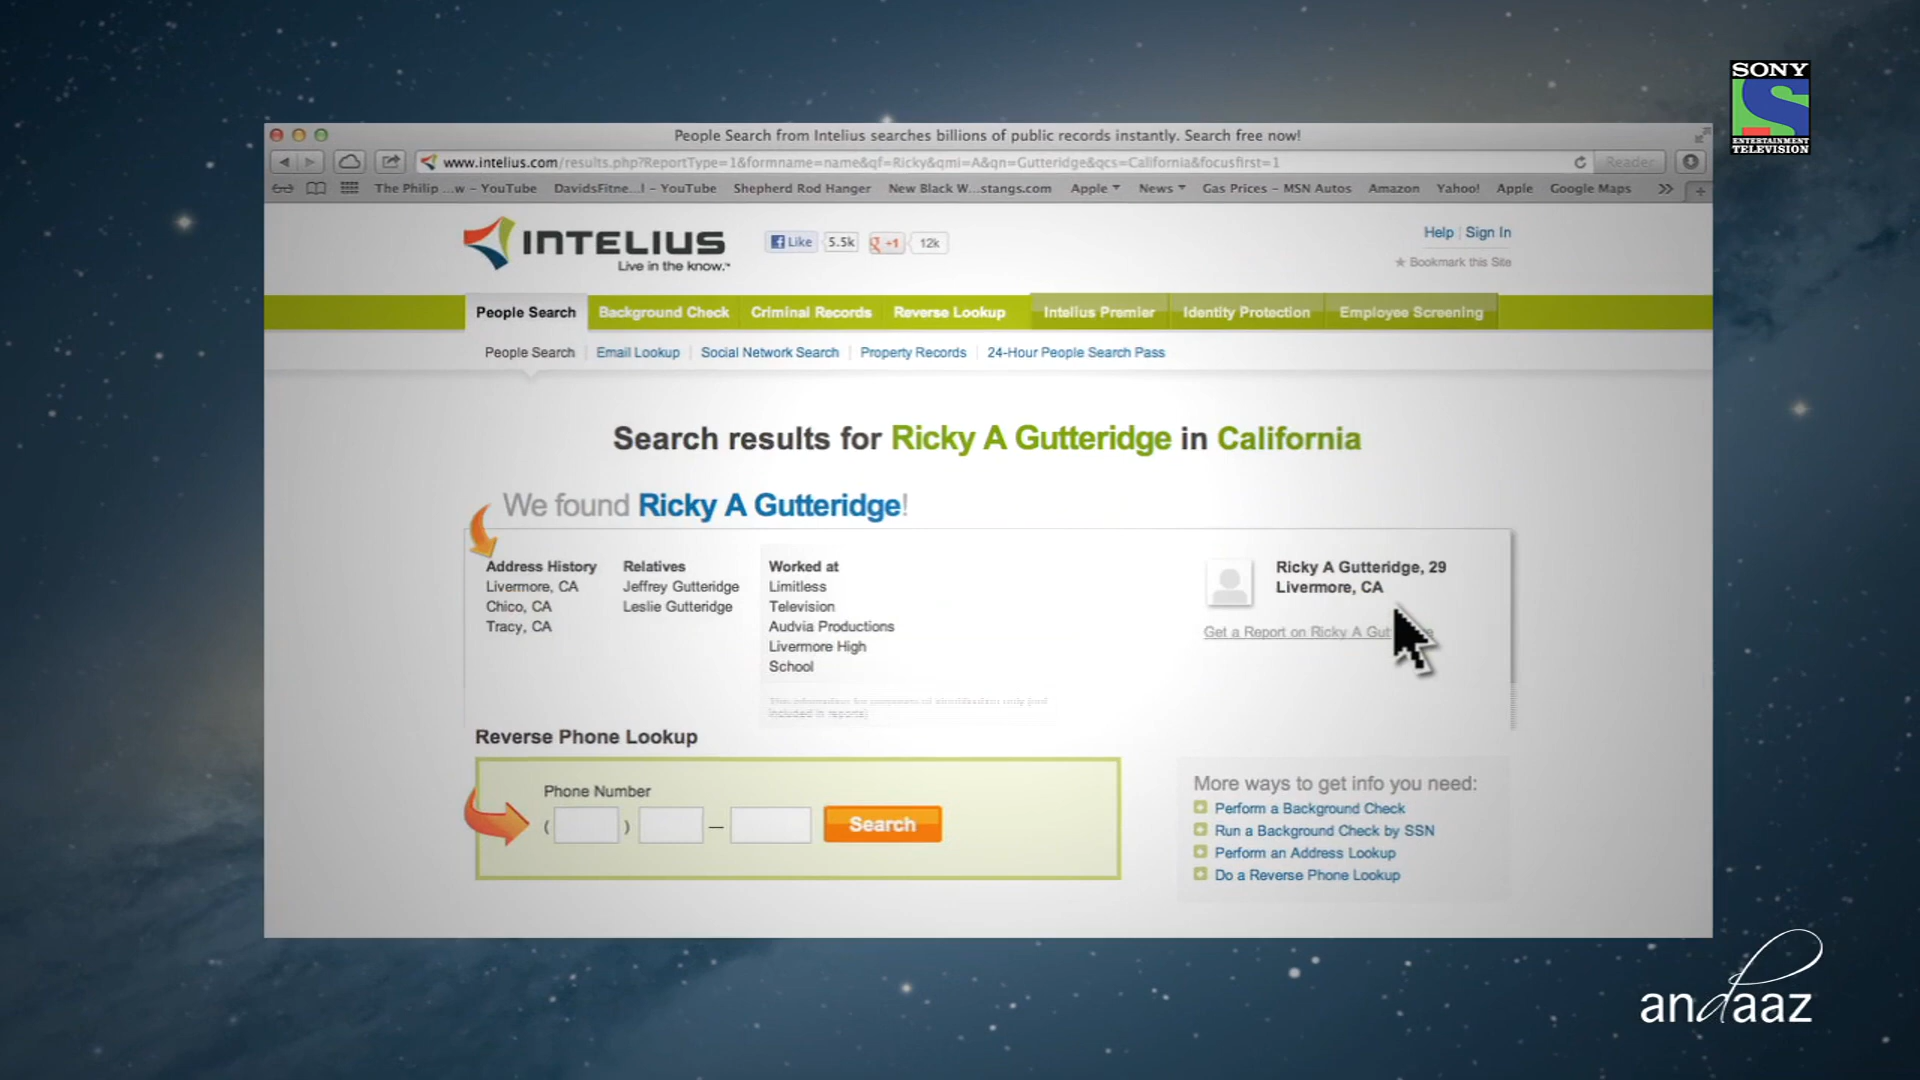 SONY
ENTERTAINMENT
TELEVISION
People Search from Intelius searches billions of public records instantly. Search free now!
www.intelius.com/results.php?ReportType=1&formname=name&qf=Ricky&qmi=A&qn=Gutteridge&qcs=California&focusfirst=1
Reader
The Philip ...w – YouTube DavidsFitne...l – YouTube Shepherd Rod Hanger New Black W...stangs.com Apple News Gas Prices – MSN Autos Amazon Yahoo! Apple Google Maps
INTELIUS
Live in the know.™
Like 5.5k +1 12k
Help | Sign In
Bookmark this Site
People Search Background Check Criminal Records Reverse Lookup Intelius Premier Identity Protection Employee Screening
People Search | Email Lookup | Social Network Search | Property Records | 24-Hour People Search Pass
Search results for Ricky A Gutteridge in California
We found Ricky A Gutteridge!
Address History
Livermore, CA
Chico, CA
Tracy, CA
Relatives
Jeffrey Gutteridge
Leslie Gutteridge
Worked at
Limitless
Television
Audvia Productions
Livermore High
School
Ricky A Gutteridge, 29
Livermore, CA
Get a Report on Ricky A
Reverse Phone Lookup
Phone Number
( ) —
Search
More ways to get info you need:
Perform a Background Check
Run a Background Check by SSN
Perform an Address Lookup
Do a Reverse Phone Lookup
andaaz